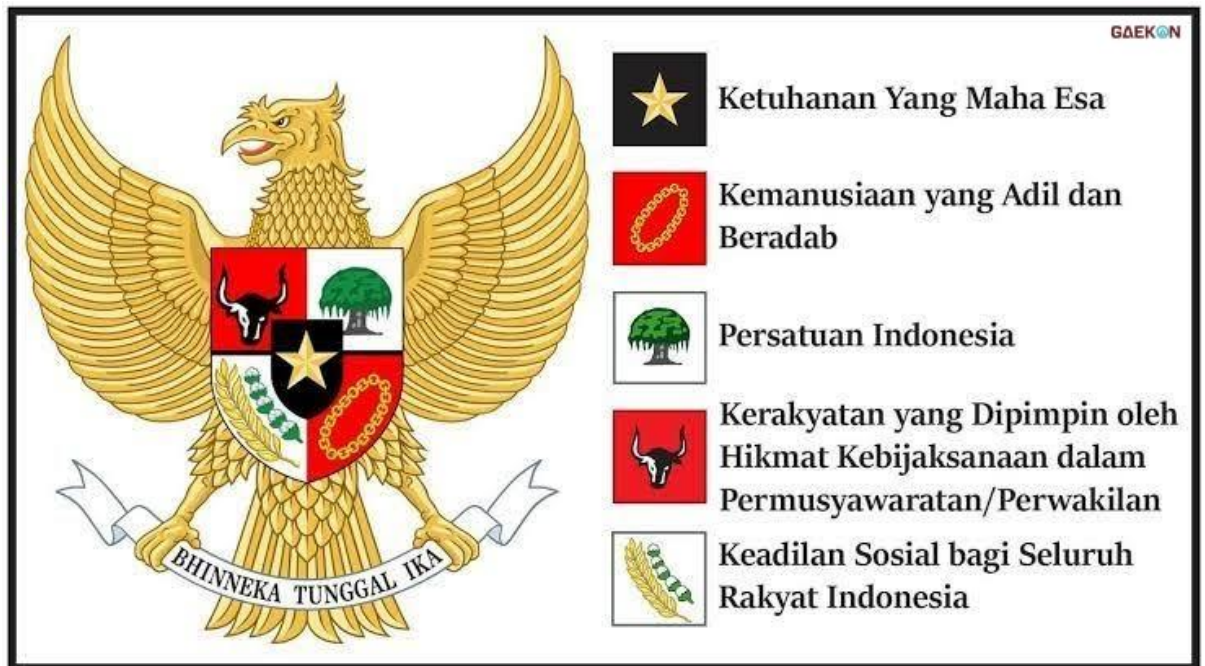 GAEKON
Ketuhanan Yang Maha Esa
Kemanusiaan yang Adil dan
Beradab
Persatuan Indonesia
Kerakyatan yang Dipimpin oleh
Hikmat Kebijaksanaan dalam
Permusyawaratan/Perwakilan
Keadilan Sosial bagi Seluruh
Rakyat Indonesia
BHINNEKA TUNGGAL IKA